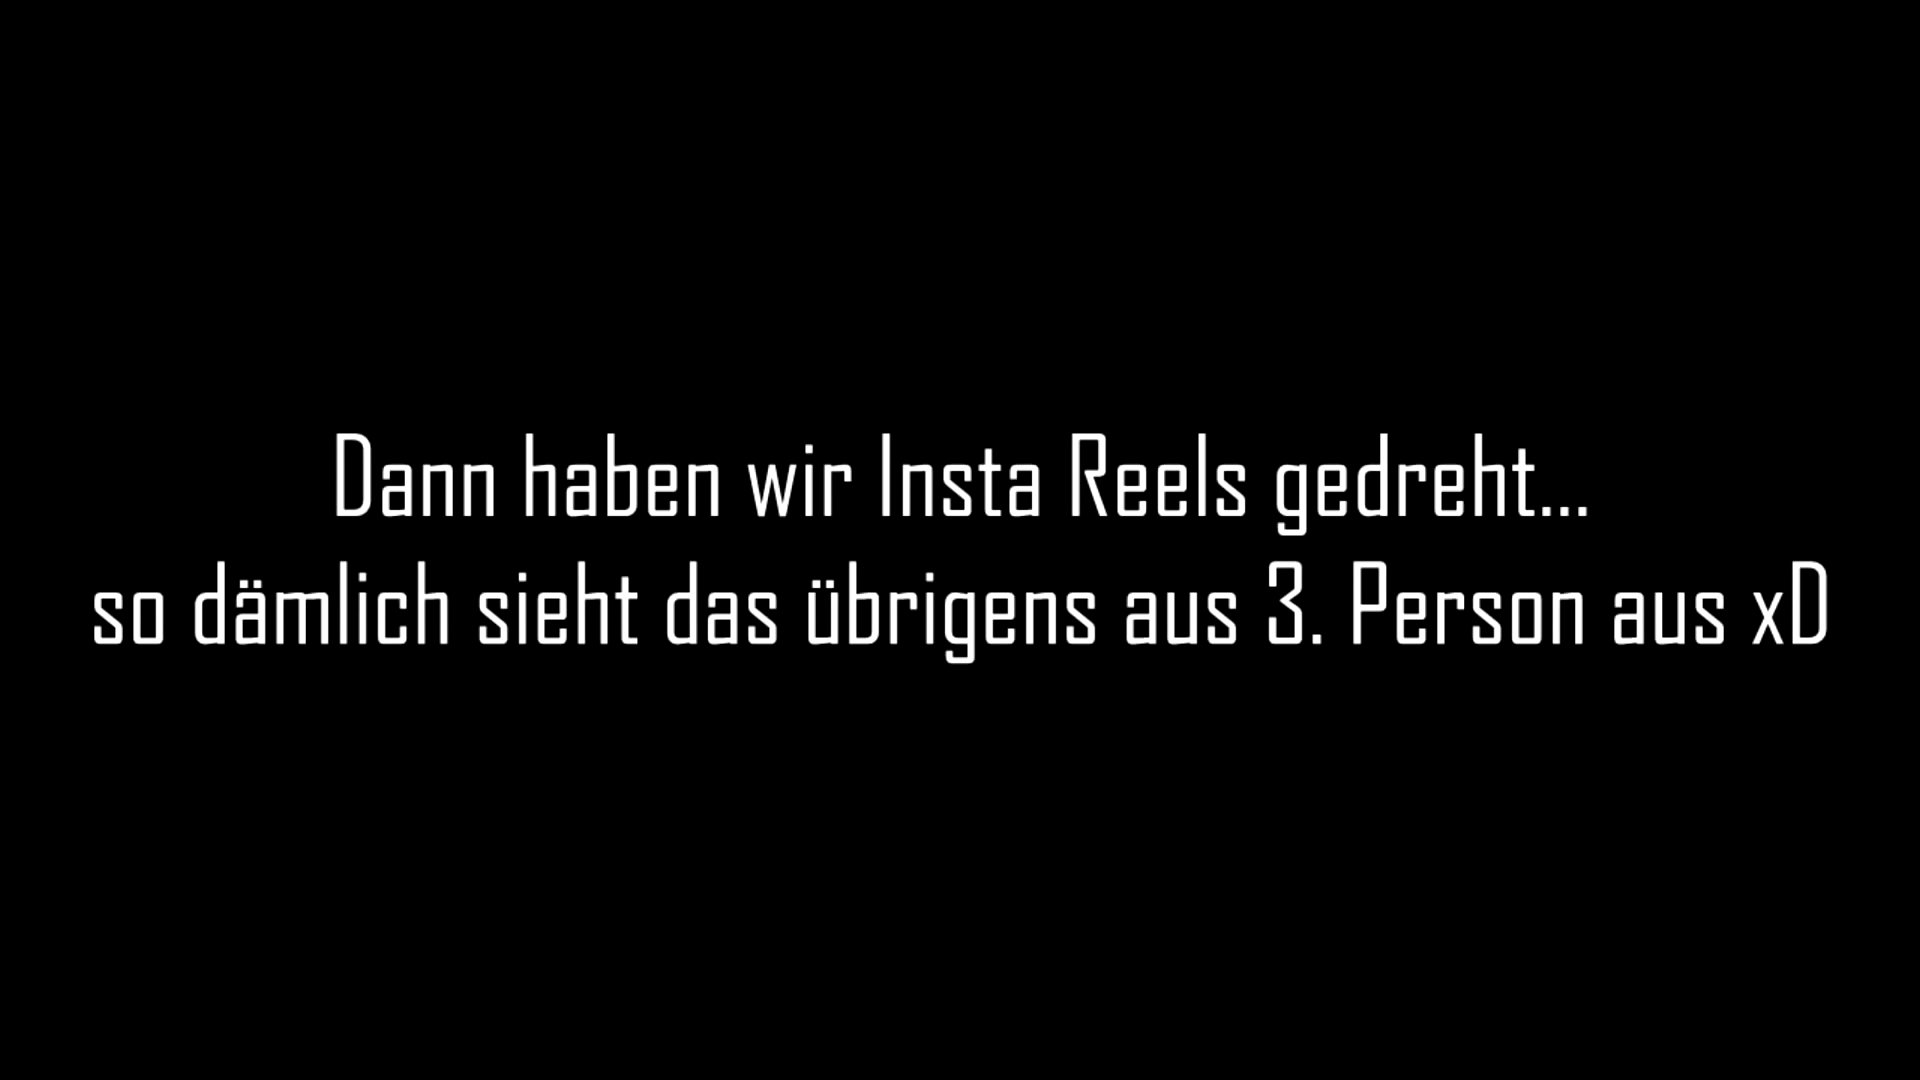 Dann haben wir Insta Reels gedreht...
so dämlich sieht das übrigens aus 3. Person aus xD